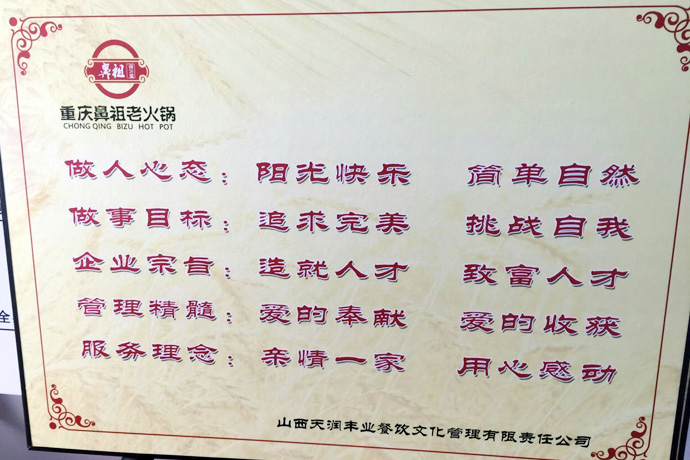 鼻祖
重庆鼻祖老火锅
CHONG QING BIZU HOT POT
做人心态：阳光快乐 简单自然
做事目标：追求完美 挑战自我
企业宗旨：造就人才 致富人才
管理精髓：爱的奉献 爱的收获
服务理念：亲情一家 用心感动
山西天润丰业餐饮文化管理有限责任公司
全